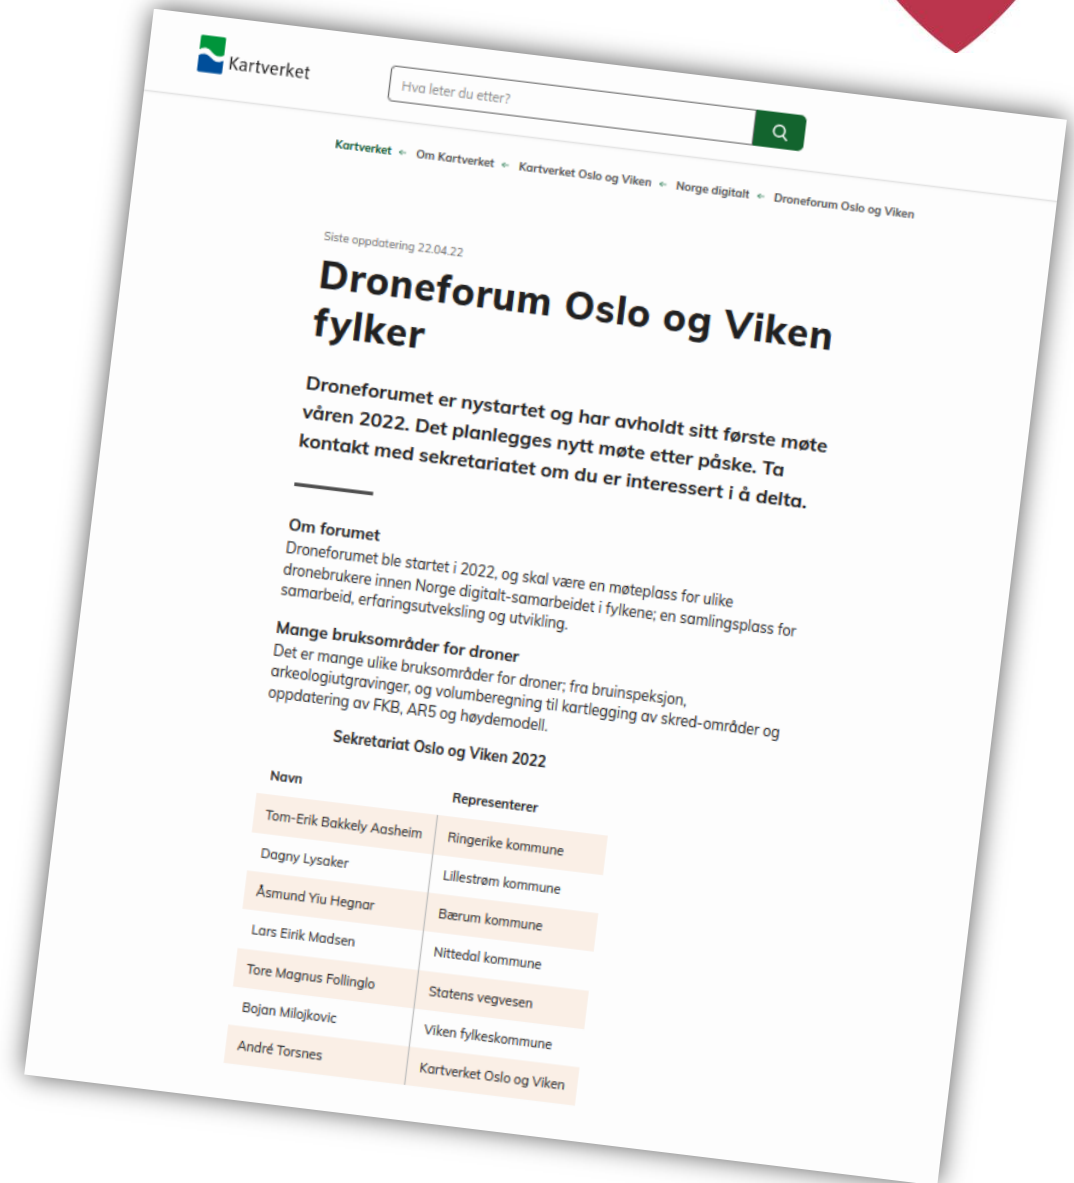 Kartverket
Hva leter du etter?
Kartverket ← Om Kartverket ← Kartverket Oslo og Viken ← Norge digitalt ← Droneforum Oslo og Viken
Siste oppdatering 22.04.22
Droneforum Oslo og Viken
fylker
Droneforumet er nystartet og har avholdt sitt første møte
våren 2022. Det planlegges nytt møte etter påske. Ta
kontakt med sekretariatet om du er interessert i å delta.
Om forumet
Droneforumet ble startet i 2022, og skal være en møteplass for ulike
dronebrukere innen Norge digitalt-samarbeidet i fylkene; en samlingsplass for
samarbeid, erfaringsutveksling og utvikling.
Mange bruksområder for droner
Det er mange ulike bruksområder for droner; fra bruinspeksjon,
arkeologiutgravinger, og volumberegning til kartlegging av skred-områder og
oppdatering av FKB, AR5 og høydemodell.
Sekretariat Oslo og Viken 2022
Navn Representerer
Tom-Erik Bakkely Aasheim Ringerike kommune
Dagny Lysaker Lillestrøm kommune
Åsmund Yiu Hegnar Bærum kommune
Lars Eirik Madsen Nittedal kommune
Tore Magnus Follinglo Statens vegvesen
Bojan Milojkovic Viken fylkeskommune
André Torsnes Kartverket Oslo og Viken